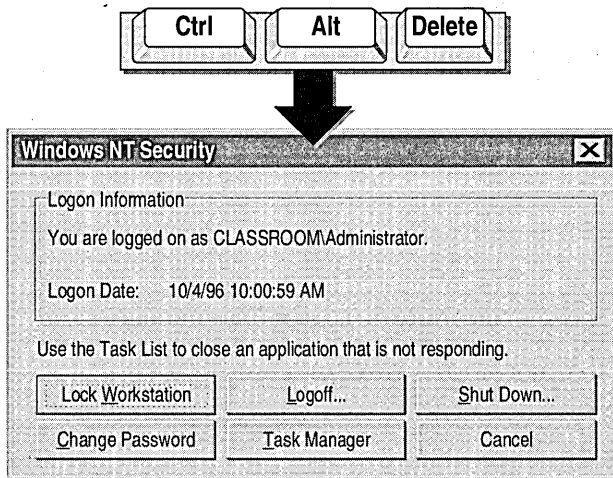 Ctrl Alt Delete
Windows NT Security
Logon Information
You are logged on as CLASSROOM\Administrator.
Logon Date: 10/4/96 10:00:59 AM
Use the Task List to close an application that is not responding.
Lock Workstation Logoff... Shut Down...
Change Password Task Manager Cancel